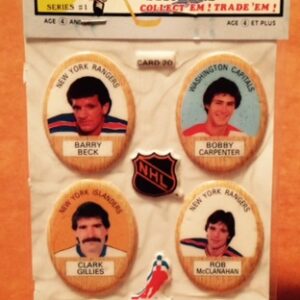 SERIES #1
COLLECT 'EM! TRADE 'EM!
AGE 4 AND
AGE 4 ET PLUS
CARD 20
NEW YORK RANGERS
BARRY
BECK
WASHINGTON CAPITALS
BOBBY
CARPENTER
NHL
NEW YORK ISLANDERS
CLARK
GILLIES
NEW YORK RANGERS
ROB
McCLANAHAN